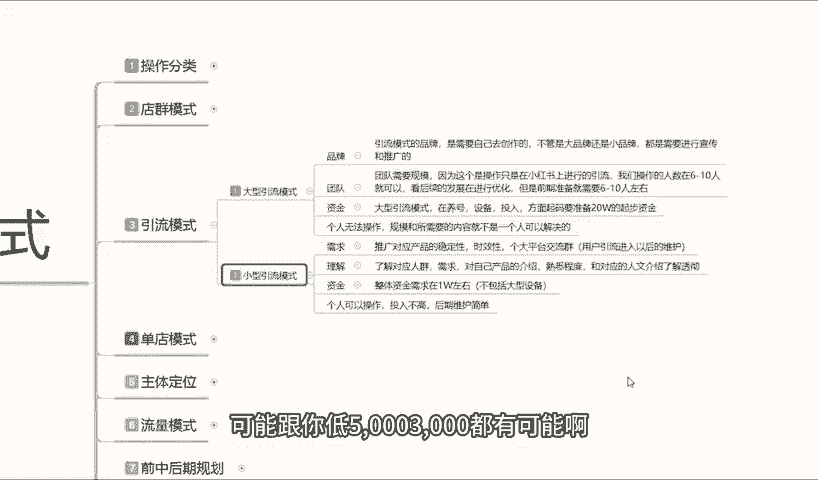 式
1 操作分类
2 店群模式
3 引流模式
1 大型引流模式
品牌
引流模式的品牌，是需要自己去创作的，不管是大品牌还是小品牌，都是需要进行宣传
和推广的
团队
团队需要规模，因为这个是操作只是在小红书上进行的引流，我们操作的人数在6-10人
就可以，看后续的发展在进行优化，但是前期准备就需要6-10人左右
资金
大型引流模式，在养号，设备，投入，方面起码要准备20W的起步资金
个人无法操作，规模和所需要的内容就不是一个人可以解决的
小型引流模式
需求
推广对应产品的稳定性，时效性，个大平台交流群（用户引流进入以后的维护）
理解
了解对应人群，需求，对自己产品的介绍，熟悉程度，和对应的人文介绍了解透彻
资金
整体资金需求在1W左右（不包括大型设备）
个人可以操作，投入不高，后期维护简单
4 单店模式
5 主体定位
6 流量模式
7 前中后期规划
可能跟你低5,0003,000都有可能啊